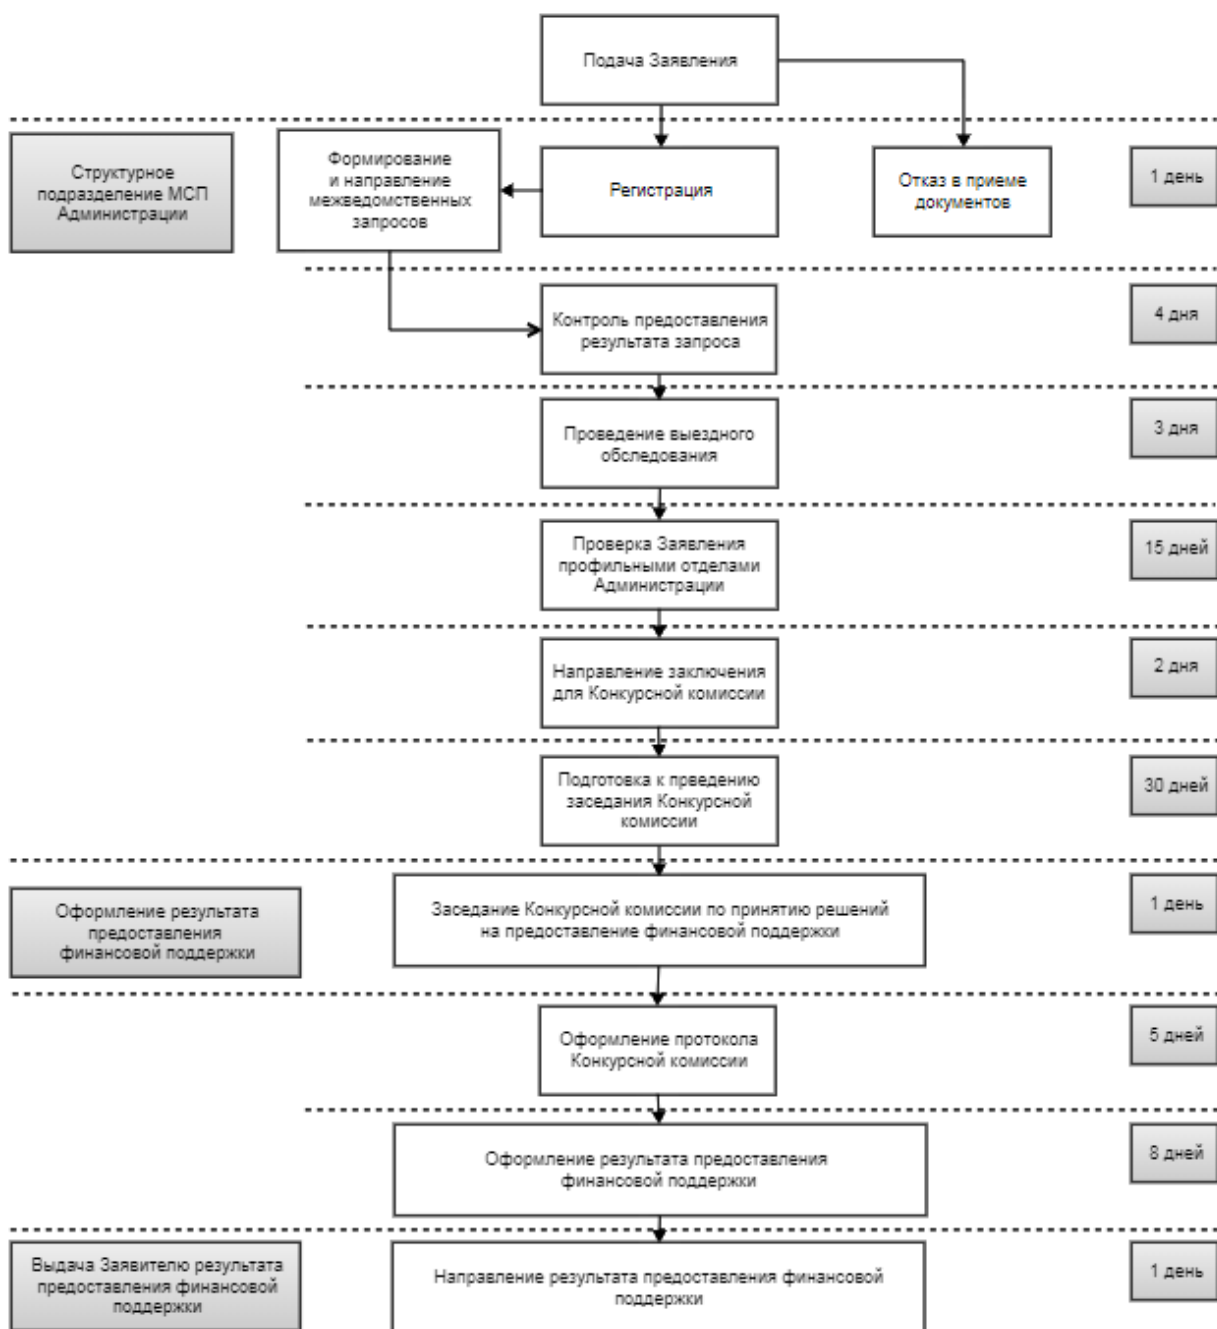 Подача Заявления
Структурное
подразделение МСП
Администрации
Формирование
и направление
межведомственных
запросов
Регистрация
Отказ в приеме
документов
1 день
Контроль предоставления
результата запроса
4 дня
Проведение выездного
обследования
3 дня
Проверка Заявления
профильными отделами
Администрации
15 дней
Направление заключения
для Конкурсной комиссии
2 дня
Подготовка к прведению
заседания Конкурсной
комиссии
30 дней
Оформление результата
предоставления
финансовой поддержки
Заседание Конкурсной комиссии по принятию решений
на предоставление финансовой поддержки
1 день
Оформление протокола
Конкурсной комиссии
5 дней
Оформление результата предоставления
финансовой поддержки
8 дней
Выдача Заявителю результата
предоставления финансовой
поддержки
Направление результата предоставления финансовой
поддержки
1 день